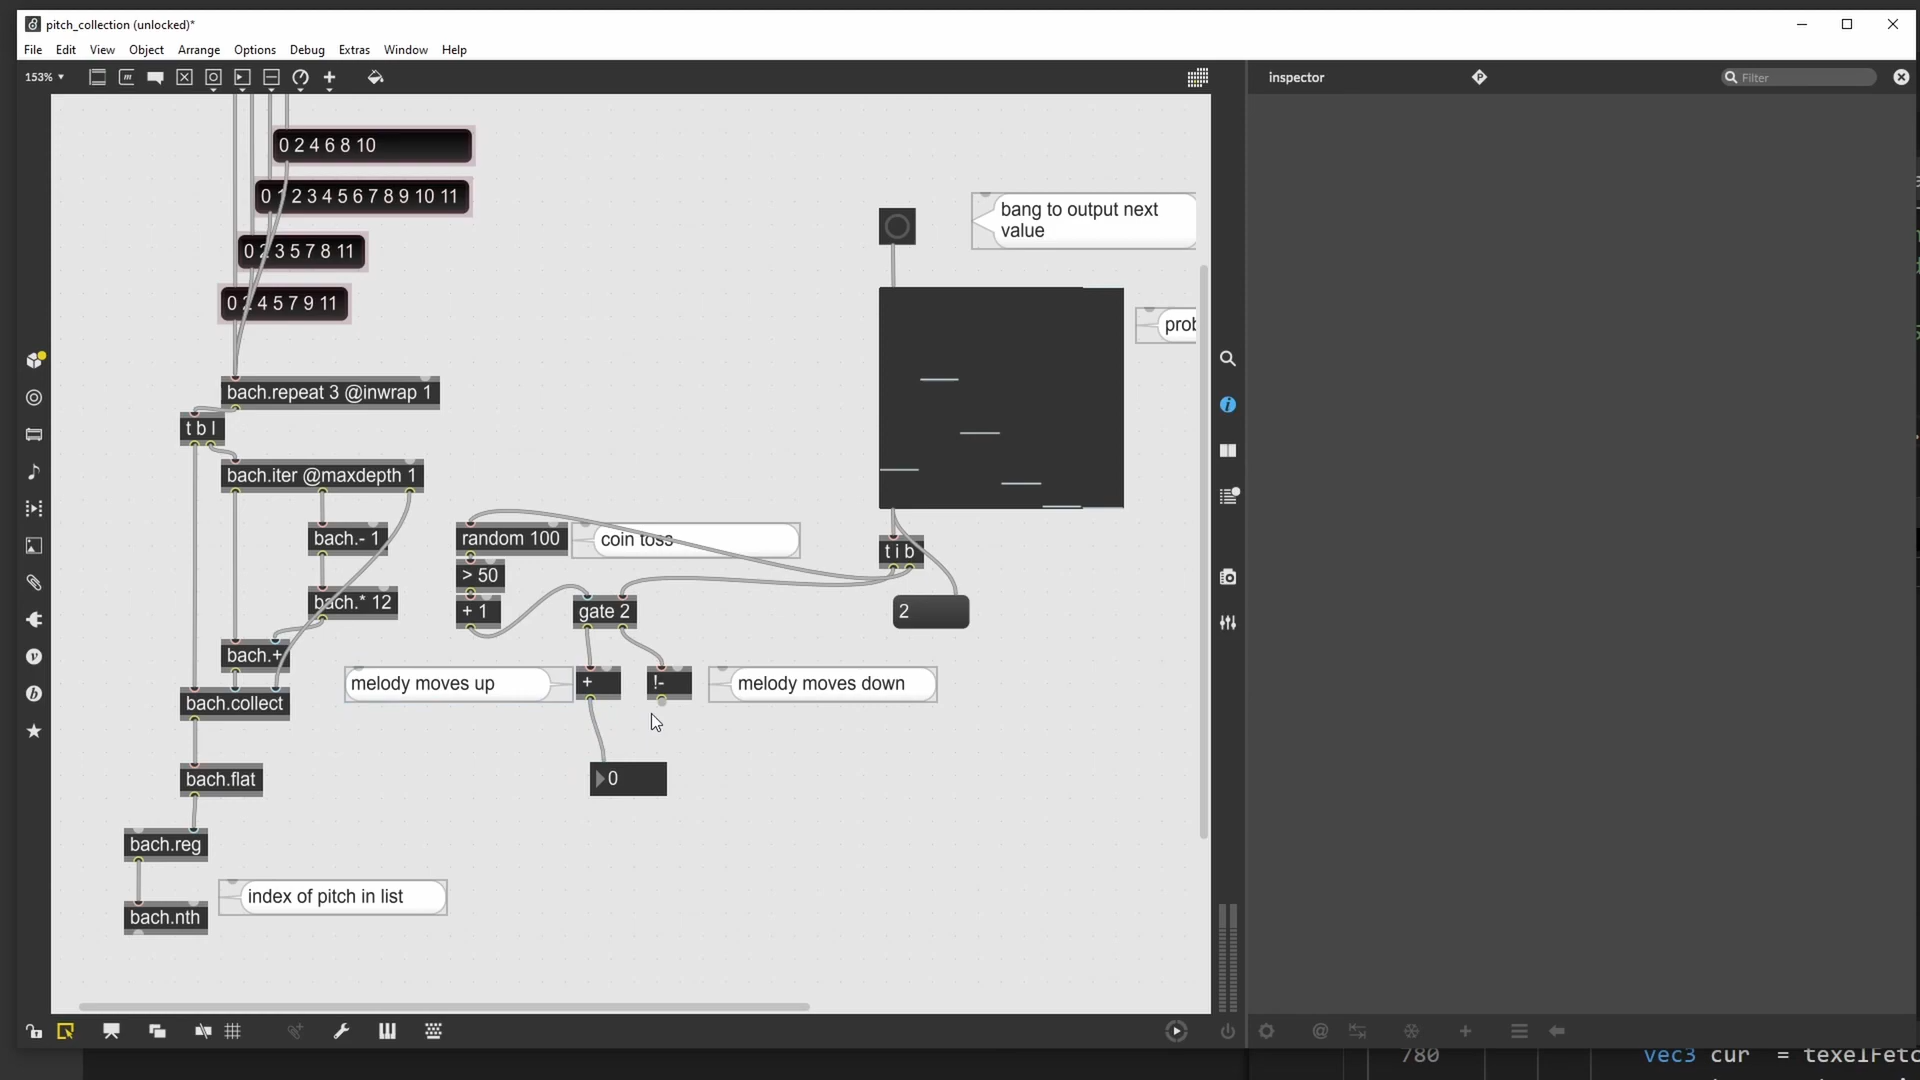 pitch_collection (unlocked)*
File Edit View Object Arrange Options Debug Extras Window Help
153%
inspector
Filter
0 2 4 6 8 10
0 1 2 3 4 5 6 7 8 9 10 11
0 2 3 5 7 8 11
0 2 4 5 7 9 11
bang to output next
value
prob
bach.repeat 3 @inwrap 1
t b l
bach.iter @maxdepth 1
bach.- 1
random 100
coin toss
t i b
> 50
bach.* 12
+ 1
gate 2
2
bach.+
melody moves up
+
!-
melody moves down
bach.collect
bach.flat
0
bach.reg
index of pitch in list
bach.nth
780
vec3 cur = texelFetc